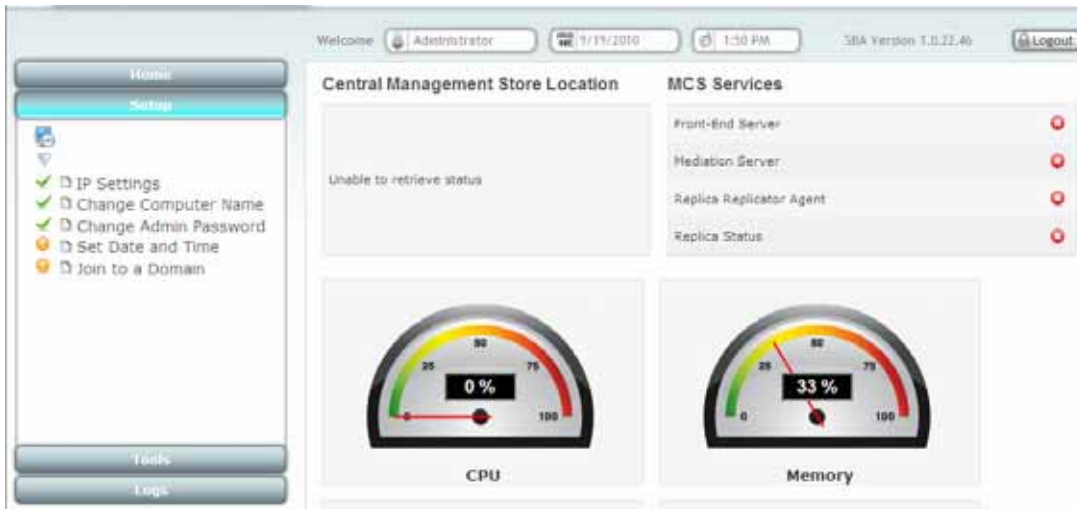 Welcome Administrator 9/19/2010 1:50 PM SBA Version 1.0.22.46 Logout
Home
Setup
IP Settings
Change Computer Name
Change Admin Password
Set Date and Time
Join to a Domain
Tools
Logs
Central Management Store Location
Unable to retrieve status
MCS Services
Front-End Server
Mediation Server
Replica Replicator Agent
Replica Status
0 25 50 75 100
0 %
CPU
0 25 50 75 100
33 %
Memory